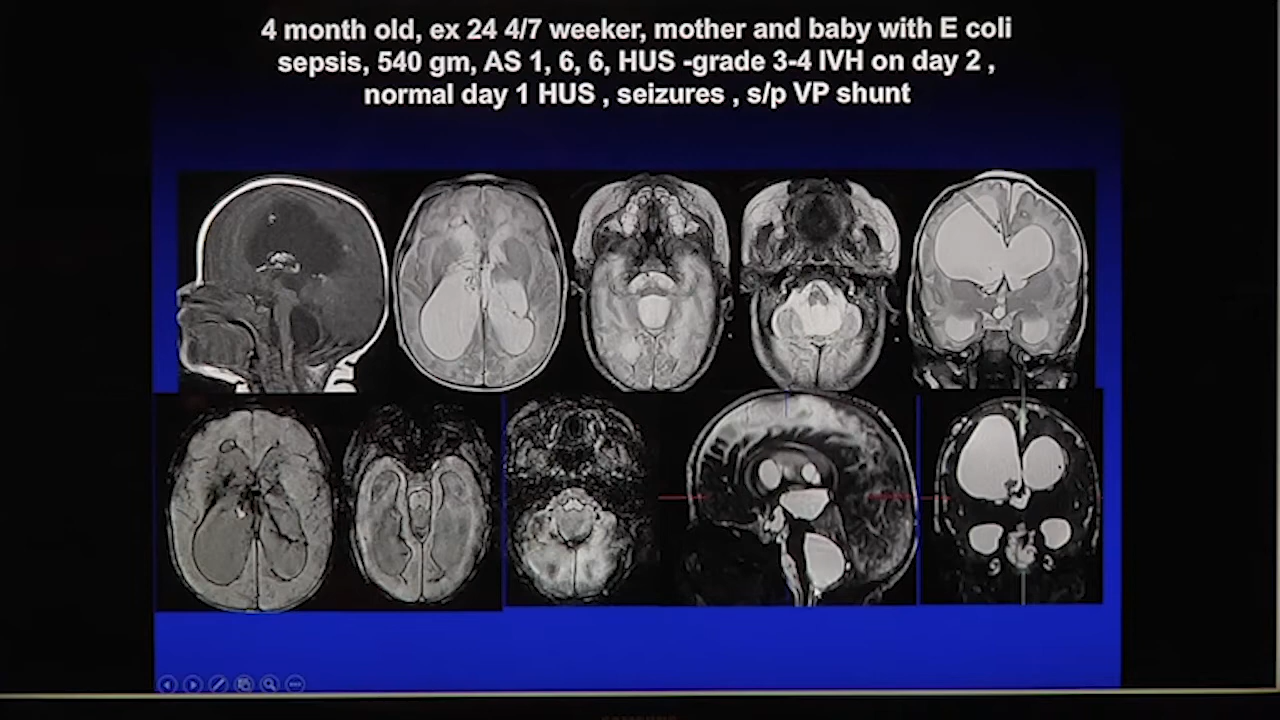 4 month old, ex 24 4/7 weeker, mother and baby with E coli
sepsis, 540 gm, AS 1, 6, 6, HUS -grade 3-4 IVH on day 2 ,
normal day 1 HUS , seizures , s/p VP shunt
SAMSUNG